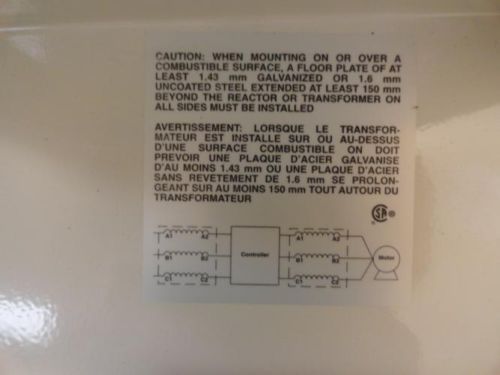 CAUTION: WHEN MOUNTING ON OR OVER A
COMBUSTIBLE SURFACE, A FLOOR PLATE OF AT
LEAST 1.43 mm GALVANIZED OR 1.6 mm
UNCOATED STEEL EXTENDED AT LEAST 150 mm
BEYOND THE REACTOR OR TRANSFORMER ON
ALL SIDES MUST BE INSTALLED
AVERTISSEMENT: LORSQUE LE TRANSFOR-
MATEUR EST INSTALLE SUR OU AU-DESSUS
D'UNE SURFACE COMBUSTIBLE ON DOIT
PREVOIR UNE PLAQUE D'ACIER GALVANISE
D'AU MOINS 1.43 mm OU UNE PLAQUE D'ACIER
SANS REVETEMENT DE 1.6 mm SE PROLON-
GEANT SUR AU MOINS 150 mm TOUT AUTOUR DU
TRANSFORMATEUR
SA ®
A1 A2 A1 A2
B1 B2 Controller B1 B2 Motor
C1 C2 C1 C2